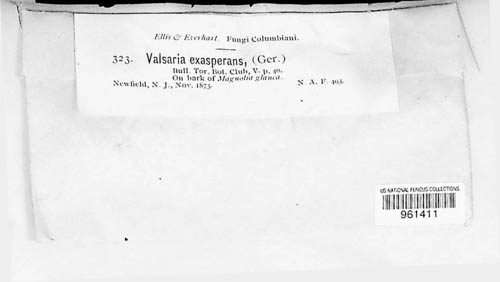 Ellis & Everhart. Fungi Columbiani.
323. Valsaria exasperans, (Ger.)
Bull. Tor. Bot. Club, V. p. 40.
On bark of Magnolia glauca.
Newfield, N. J., Nov. 1875. N A. F. 493.
US NATIONAL FUNGUS COLLECTIONS
961411